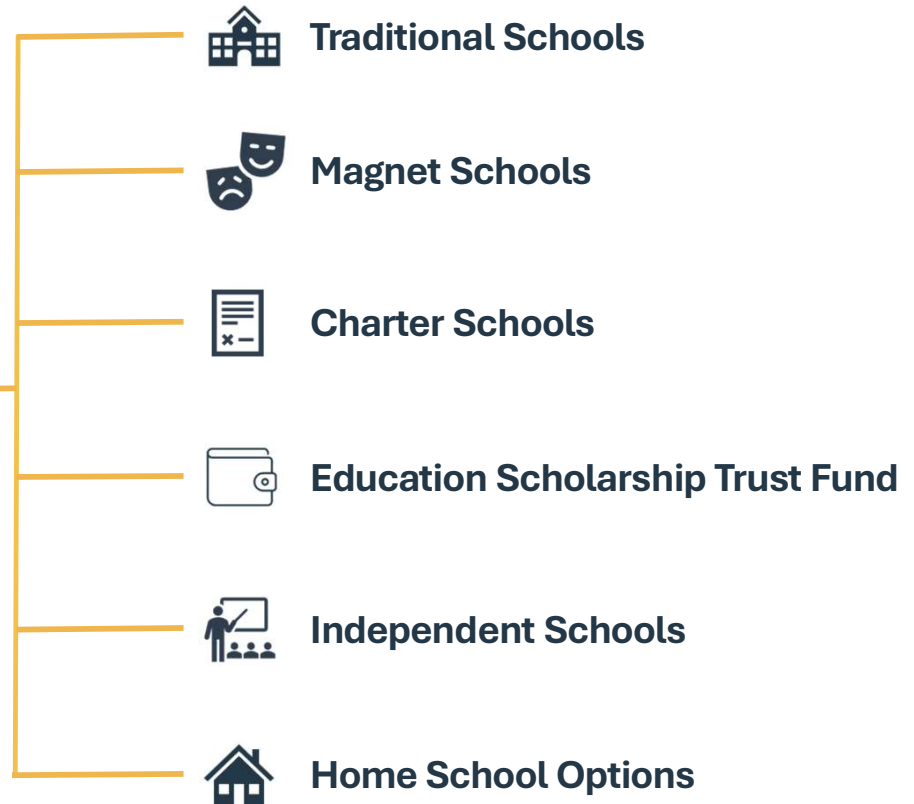 Traditional Schools
Magnet Schools
Charter Schools
Education Scholarship Trust Fund
Independent Schools
Home School Options